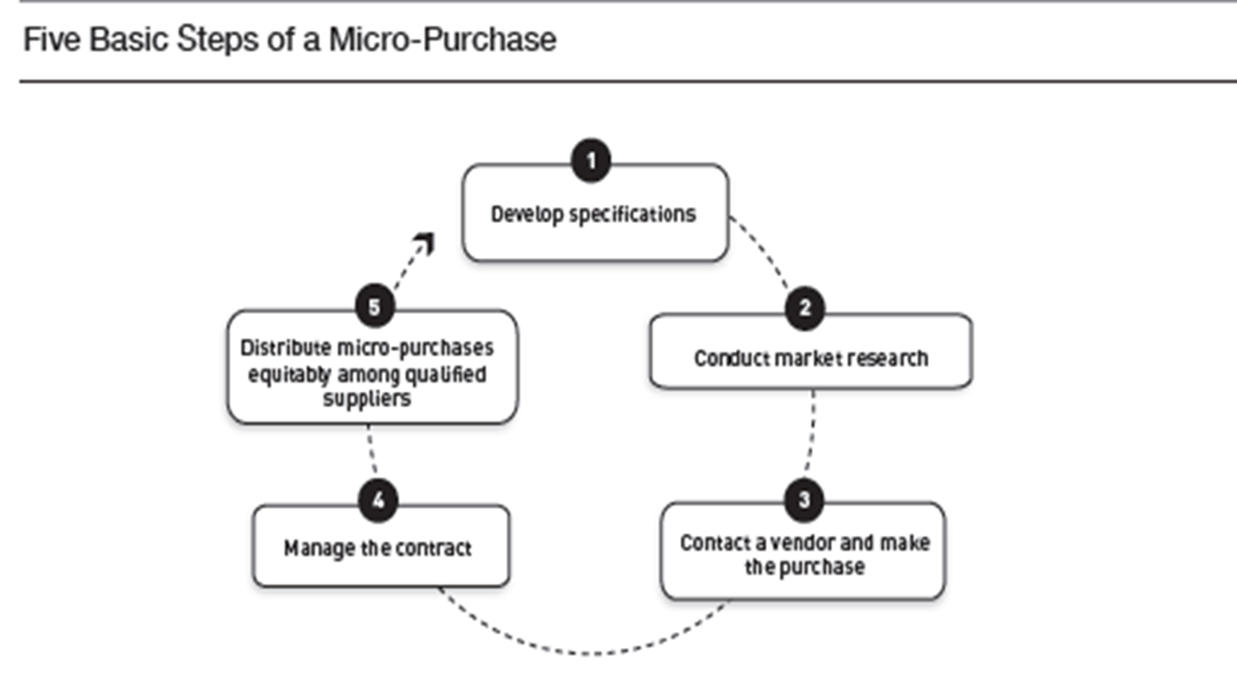 Five Basic Steps of a Micro-Purchase
1
Develop specifications
2
Conduct market research
3
Contact a vendor and make
the purchase
4
Manage the contract
5
Distribute micro-purchases
equitably among qualified
suppliers